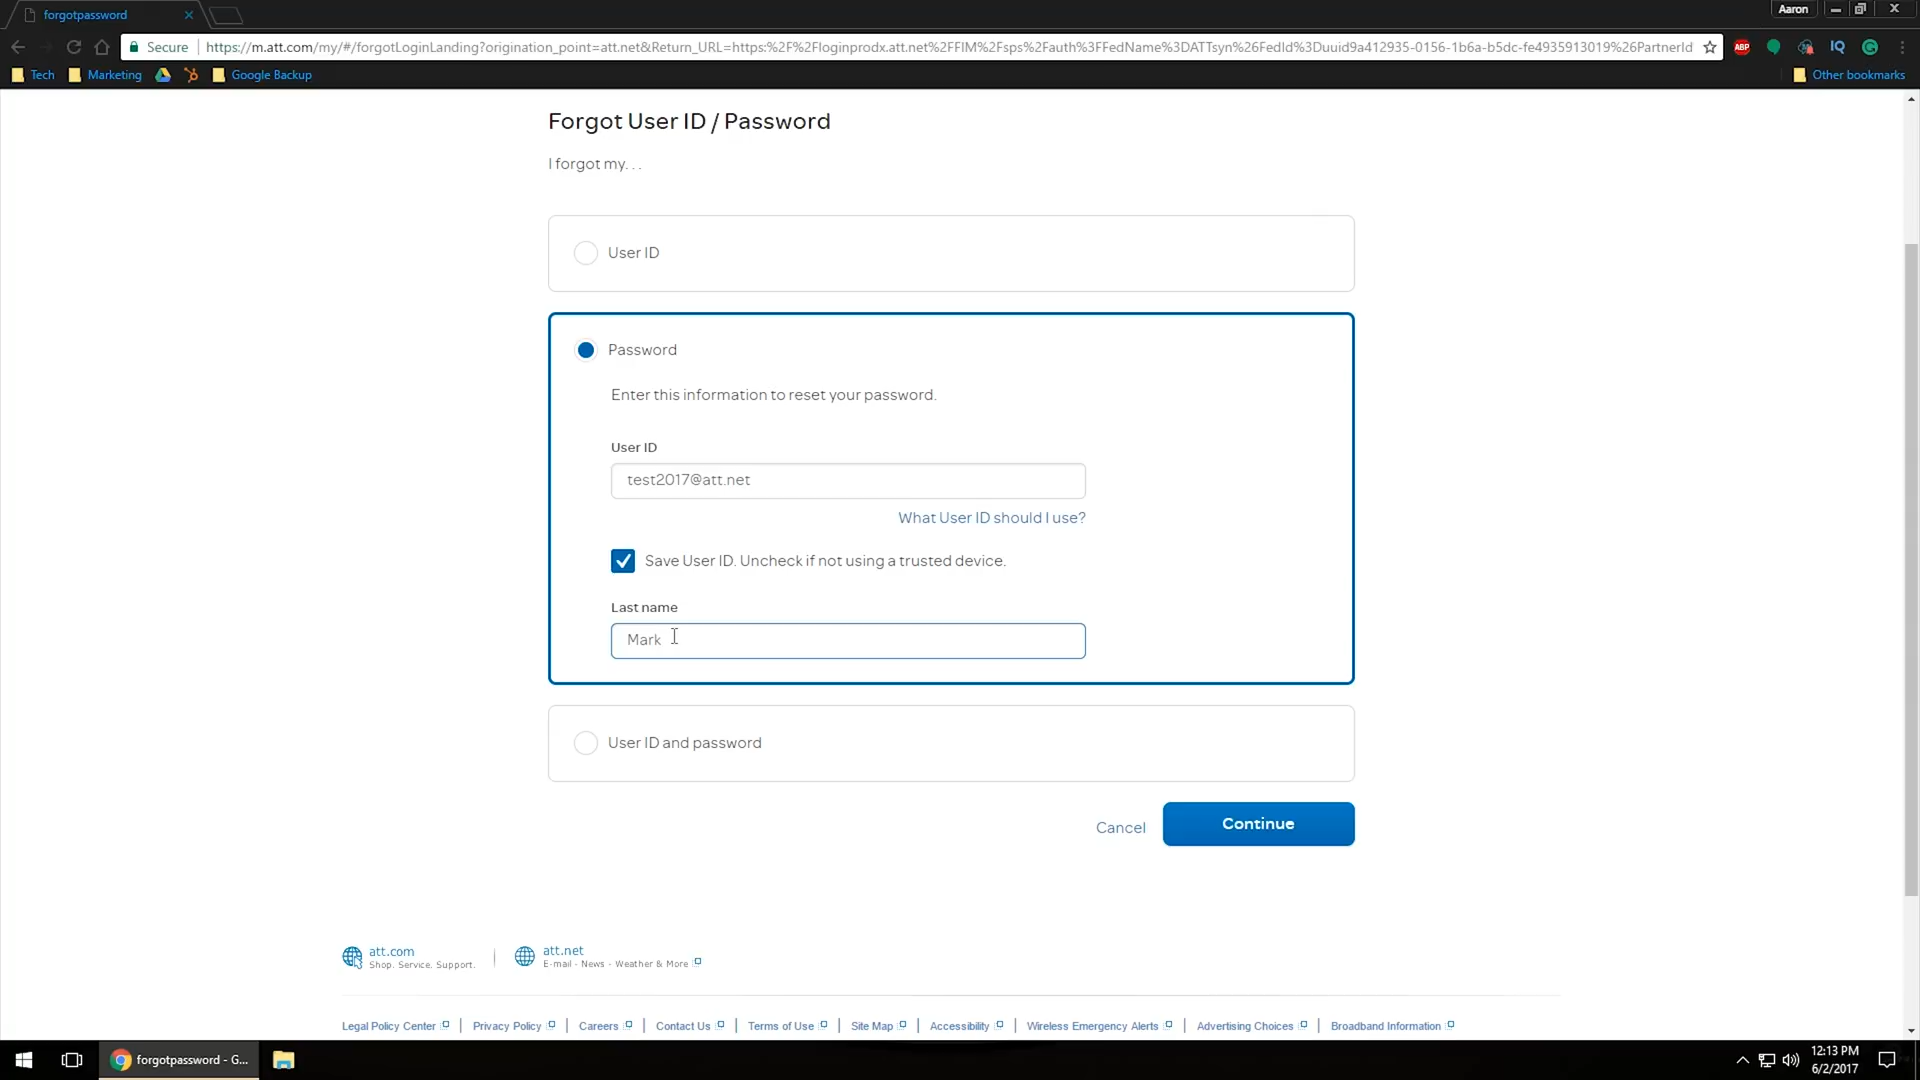 forgotpassword
Aaron
Secure https://m.att.com/my/#/forgotLoginLanding?origination_point=att.net&Return_URL=https:%2F%2Floginprodx.att.net%2FFIM%2Fsps%2Fauth%3FFedName%3DATTsyn%26FedId%3Duuid9a412935-0156-1b6a-b5dc-fe4935913019%26PartnerId
ABP
IQ
Tech Marketing Google Backup Other bookmarks
Forgot User ID / Password
I forgot my. . .
User ID
Password
Enter this information to reset your password.
User ID
test2017@att.net
What User ID should I use?
Save User ID. Uncheck if not using a trusted device.
Last name
Mark
User ID and password
Cancel Continue
att.com
Shop. Service. Support.
att.net
E-mail - News - Weather & More
Legal Policy Center | Privacy Policy | Careers | Contact Us | Terms of Use | Site Map | Accessibility | Wireless Emergency Alerts | Advertising Choices | Broadband Information
forgotpassword - G...
12:13 PM
6/2/2017